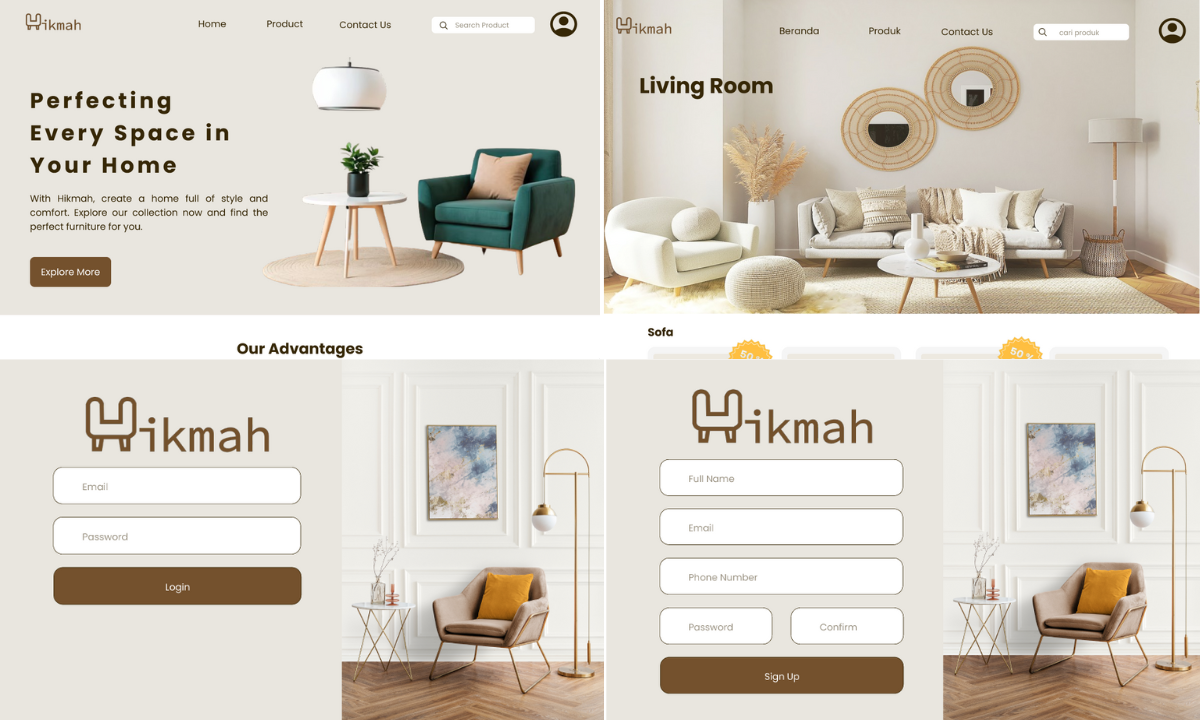 Hikmah
Home
Product
Contact Us
Search Product
Perfecting
Every Space in
Your Home
With Hikmah, create a home full of style and
comfort. Explore our collection now and find the
perfect furniture for you.
Explore More
Our Advantages
Hikmah
Beranda
Produk
Contact Us
cari produk
Living Room
Sofa
50 %
50 %
Hikmah
Email
Password
Login
Hikmah
Full Name
Email
Phone Number
Password
Confirm
Sign Up